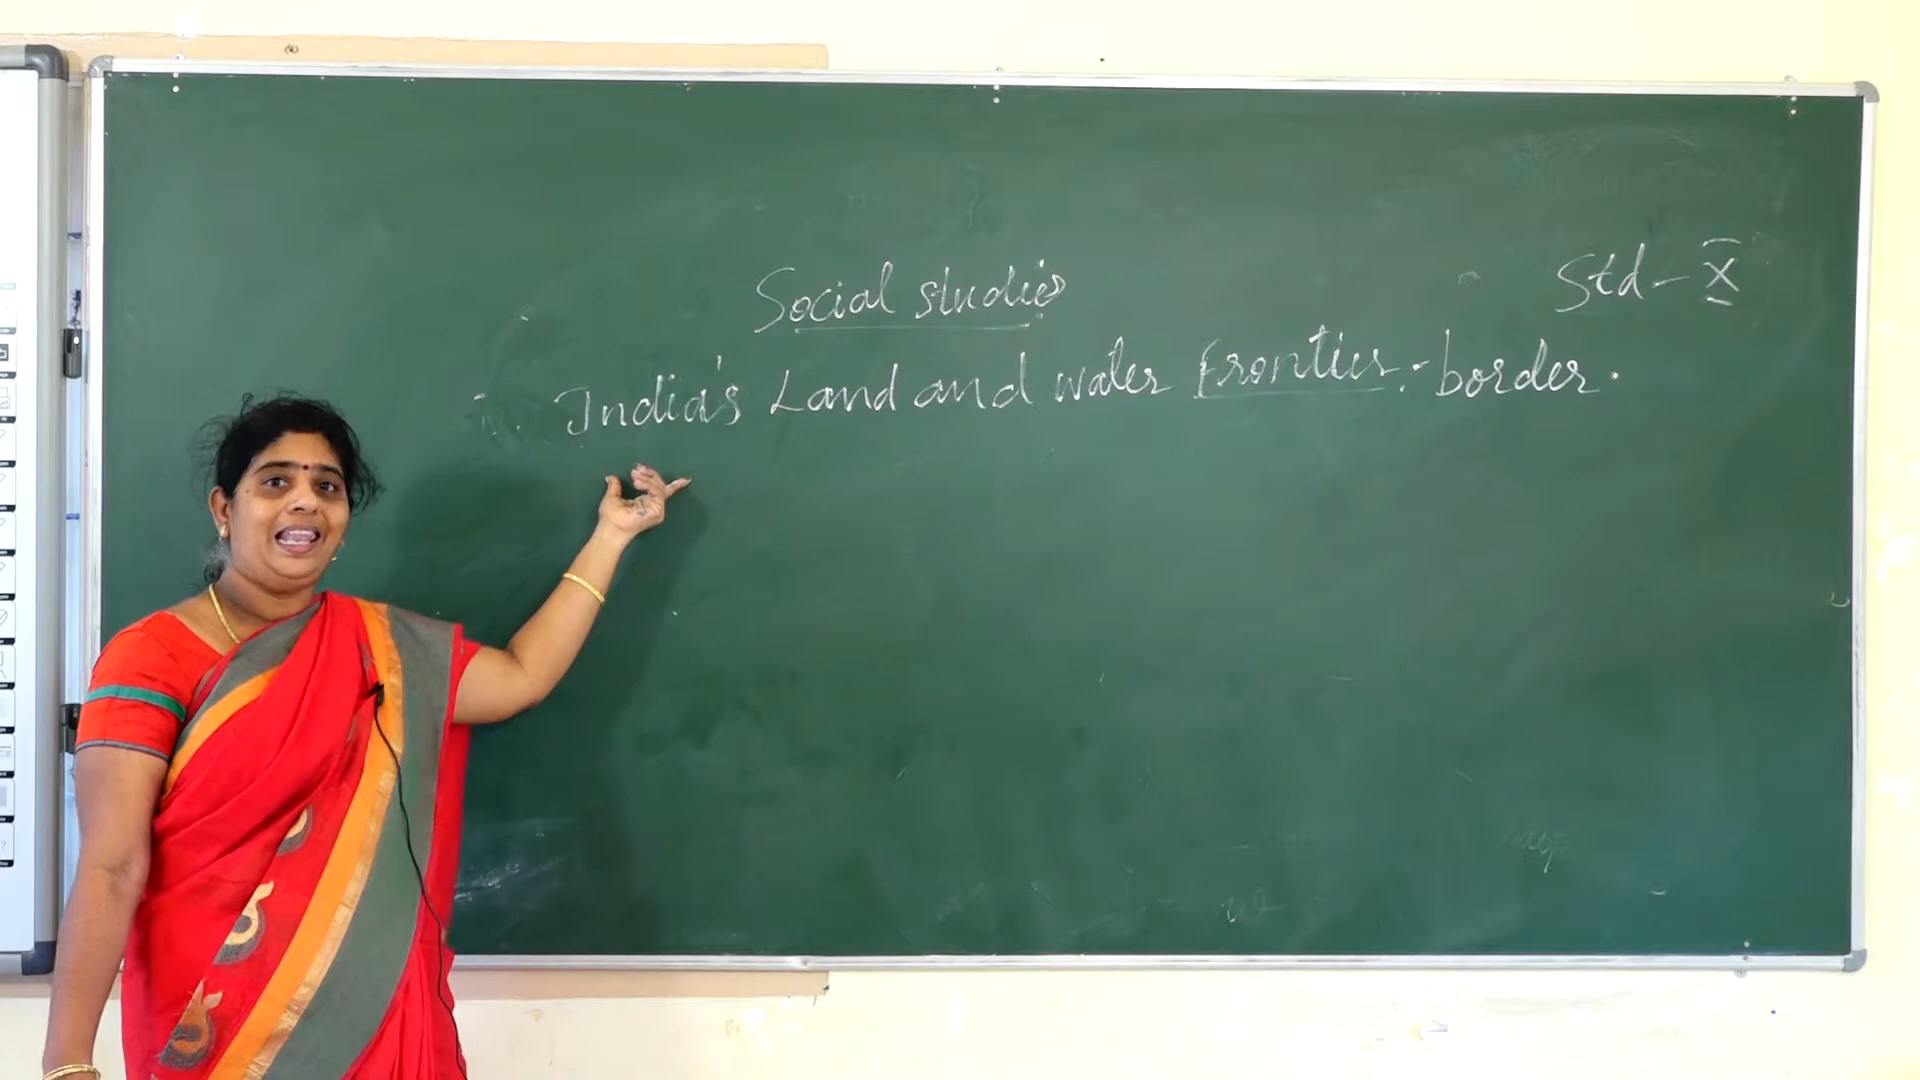 Social studies
Std - X
India's Land and water Frontier:- border.